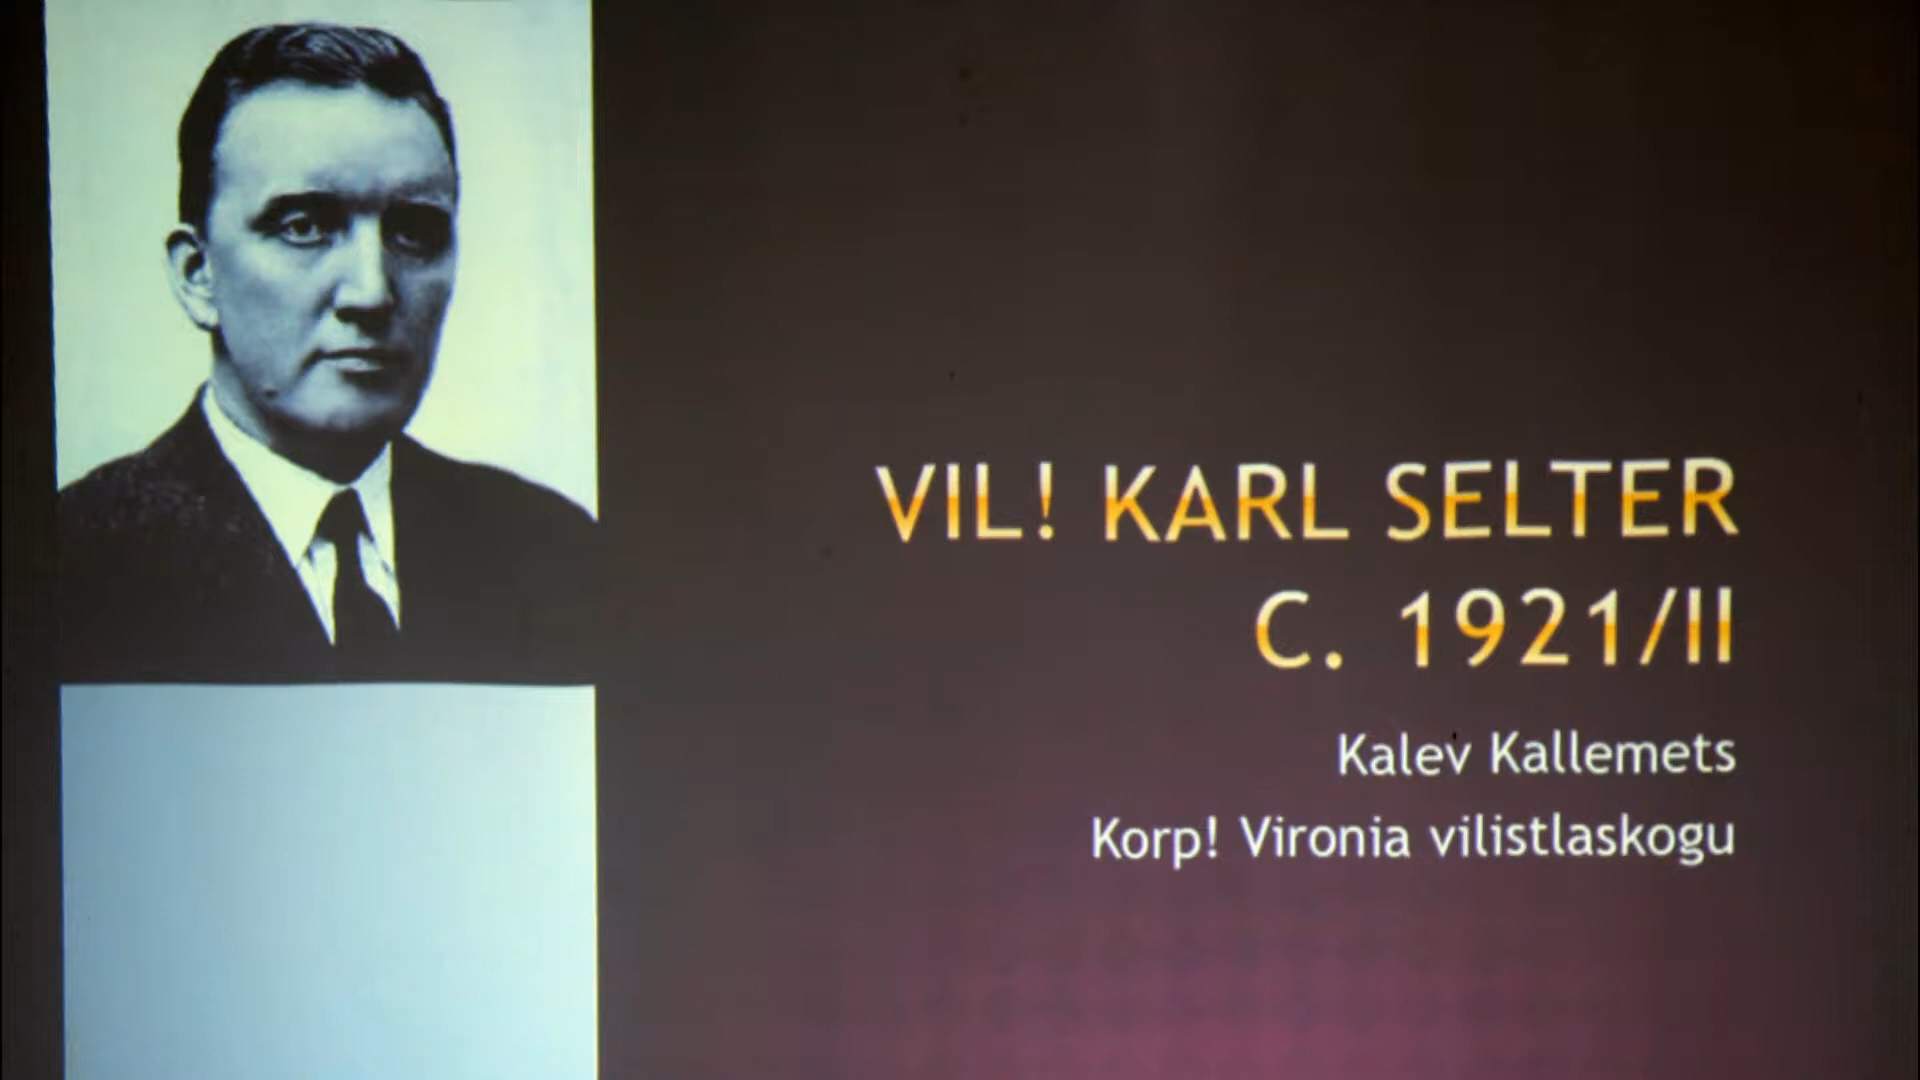 VIL! KARL SELTER
C. 1921/II
Kalev Kallemets
Korp! Vironia vilistlaskogu